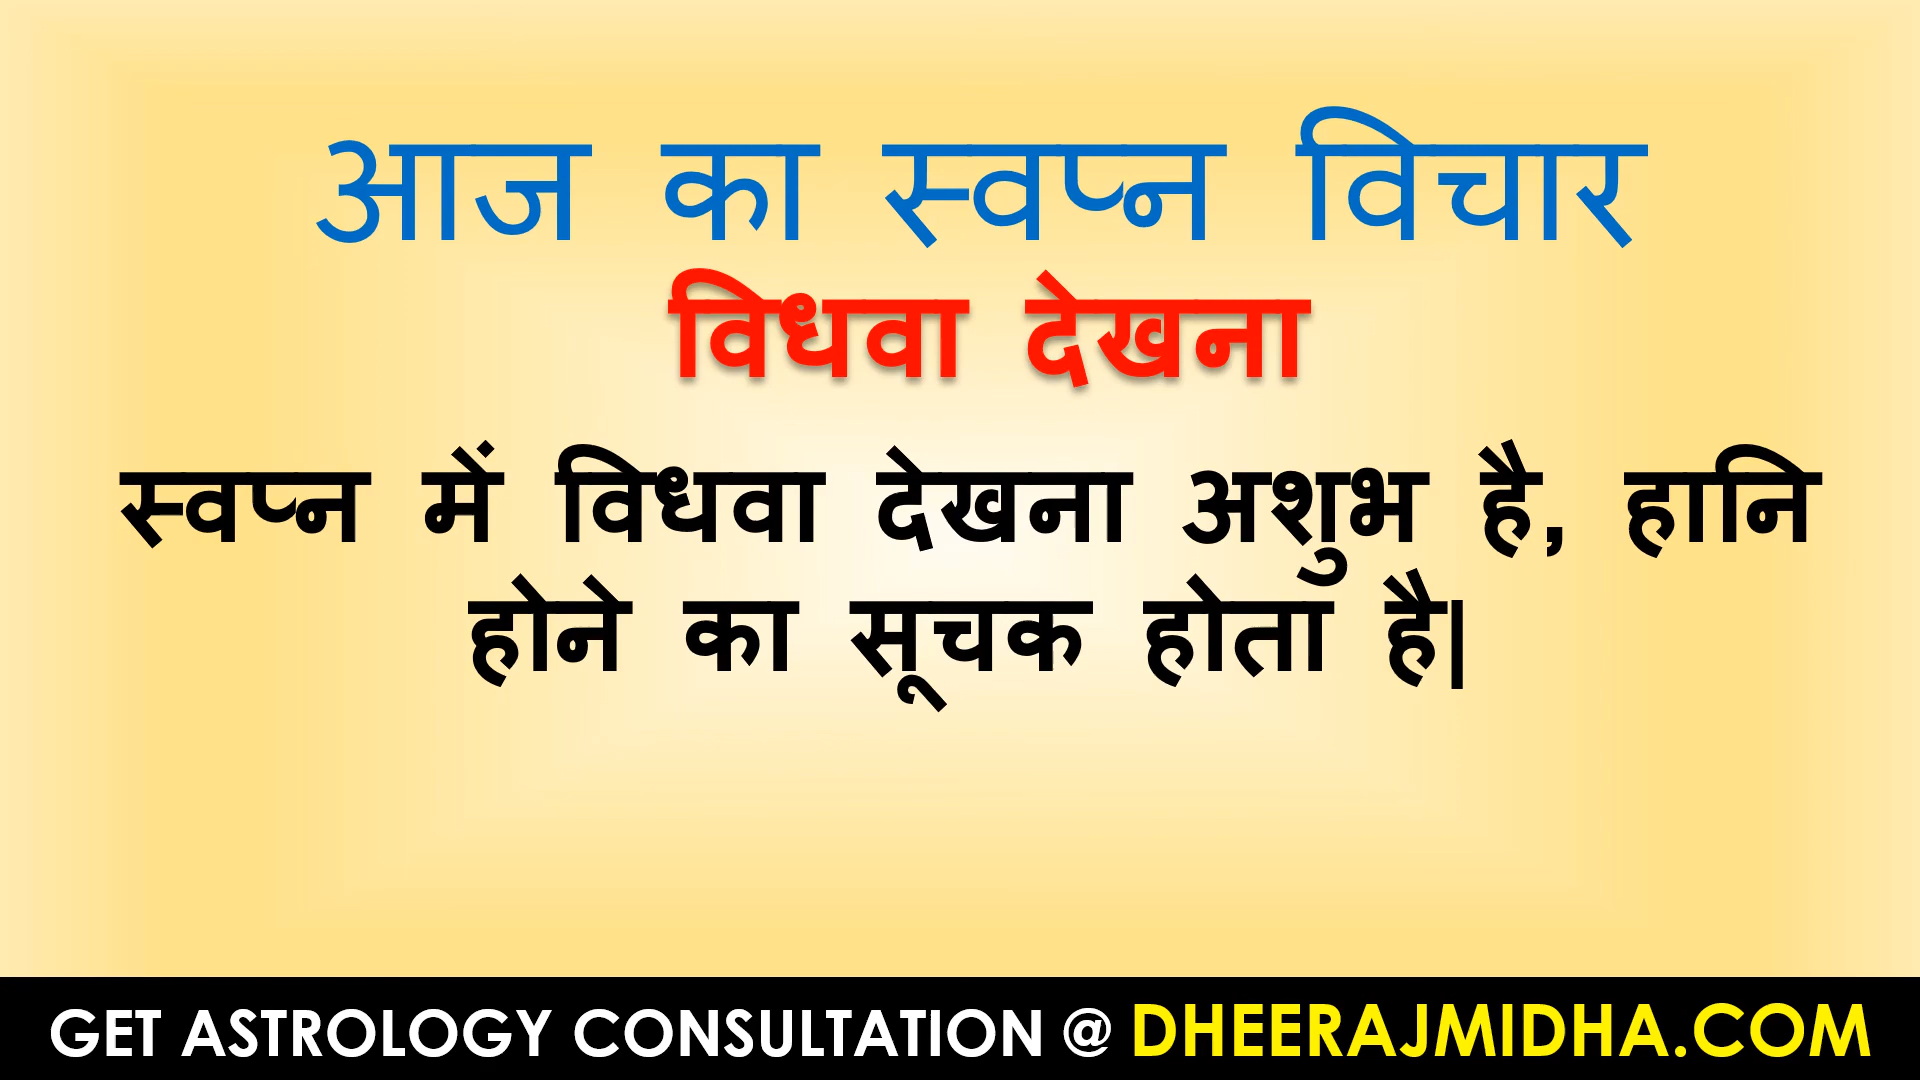 आज का स्वप्न विचार
विधवा देखना
स्वप्न में विधवा देखना अशुभ है, हानि
होने का सूचक होता है|
GET ASTROLOGY CONSULTATION @ DHEERAJMIDHA.COM